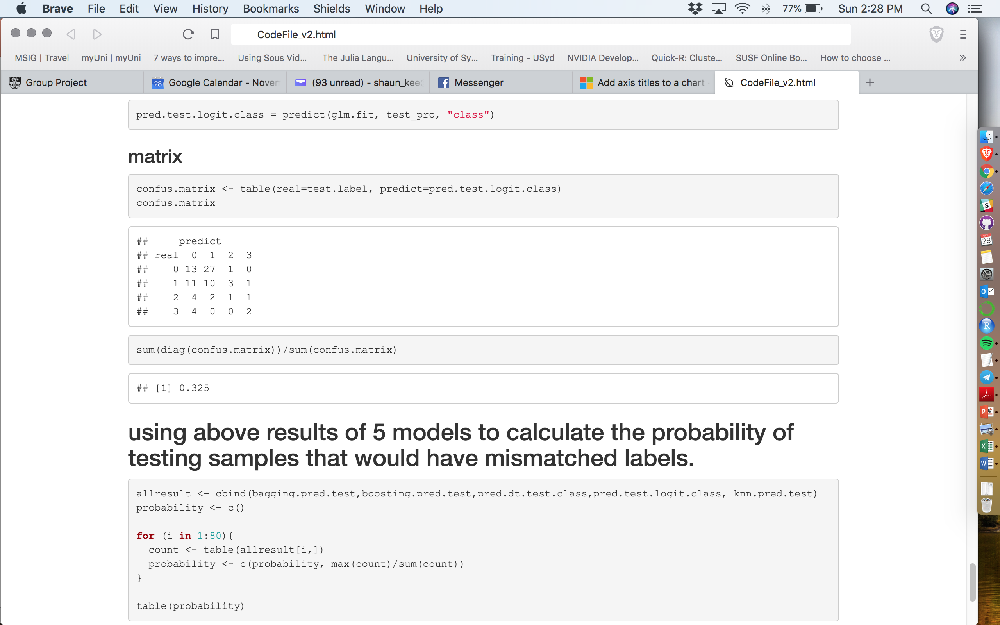 Brave File Edit View History Bookmarks Shields Window Help 77% Sun 2:28 PM
CodeFile_v2.html
MSIG | Travel myUni | myUni 7 ways to impre... Using Sous Vid... The Julia Langu... University of Sy... Training - USyd NVIDIA Develop... Quick-R: Cluste... SUSF Online Bo... How to choose ... »
Group Project 28 Google Calendar - Novem (93 unread) - shaun_kee Messenger Add axis titles to a chart CodeFile_v2.html +
pred.test.logit.class = predict(glm.fit, test_pro, "class")
matrix
confus.matrix <- table(real=test.label, predict=pred.test.logit.class)
confus.matrix
## predict
## real 0 1 2 3
## 0 13 27 1 0
## 1 11 10 3 1
## 2 4 2 1 1
## 3 4 0 0 2
sum(diag(confus.matrix))/sum(confus.matrix)
## [1] 0.325
using above results of 5 models to calculate the probability of
testing samples that would have mismatched labels.
allresult <- cbind(bagging.pred.test,boosting.pred.test,pred.dt.test.class,pred.test.logit.class, knn.pred.test)
probability <- c()
for (i in 1:80){
count <- table(allresult[i,])
probability <- c(probability, max(count)/sum(count))
}
table(probability)
S
OCT
28
O
R
P
X
W